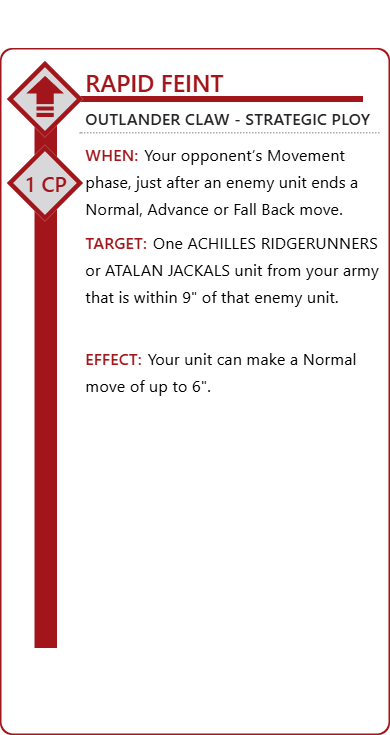 RAPID FEINT
OUTLANDER CLAW - STRATEGIC PLOY
1 CP
WHEN: Your opponent's Movement
phase, just after an enemy unit ends a
Normal, Advance or Fall Back move.
TARGET: One ACHILLES RIDGERUNNERS
or ATALAN JACKALS unit from your army
that is within 9" of that enemy unit.
EFFECT: Your unit can make a Normal
move of up to 6".